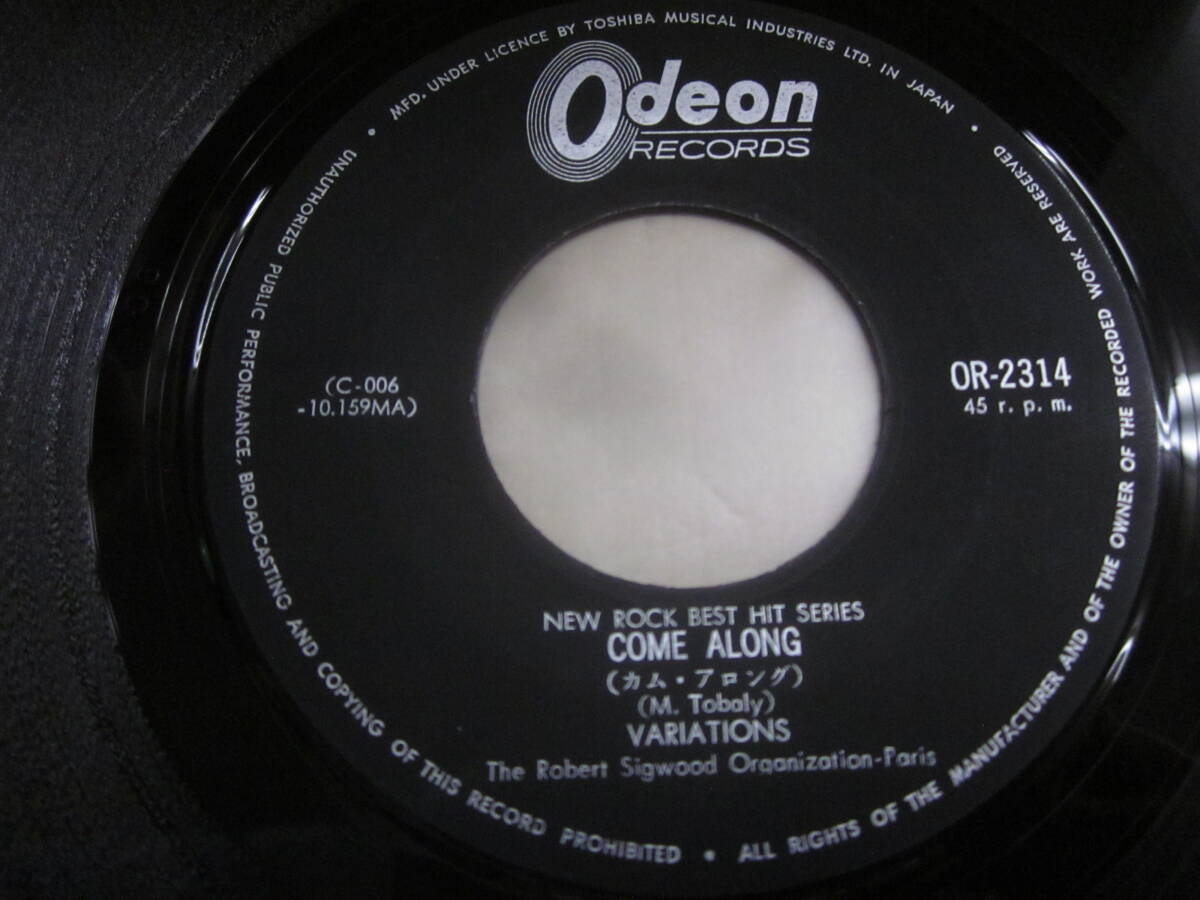 MFD. UNDER LICENCE BY TOSHIBA MUSICAL INDUSTRIES LTD. IN JAPAN •
Odeon
RECORDS
(C-006
-10.159MA)
OR-2314
45 r. p. m.
NEW ROCK BEST HIT SERIES
COME ALONG
(カム・アロング)
(M. Tobaly)
VARIATIONS
The Robert Sigwood Organization-Paris
• UNAUTHORIZED PUBLIC PERFORMANCE, BROADCASTING AND COPYING OF THIS RECORD PROHIBITED • ALL RIGHTS OF THE MANUFACTURER AND OF THE OWNER OF THE RECORDED WORK ARE RESERVED